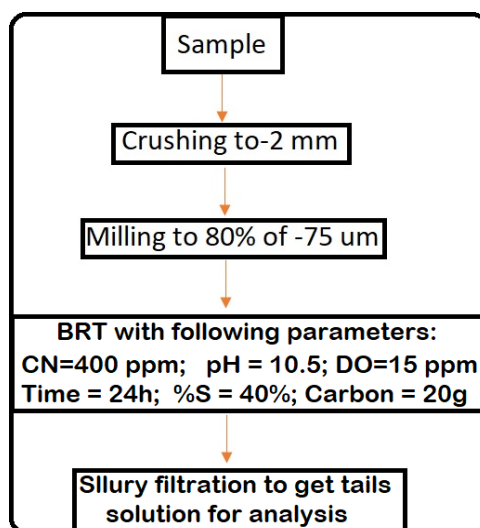 Sample
Crushing to-2 mm
Milling to 80% of -75 um
BRT with following parameters:
CN=400 ppm; pH = 10.5; DO=15 ppm
Time = 24h; %S = 40%; Carbon = 20g
Sllury filtration to get tails
solution for analysis